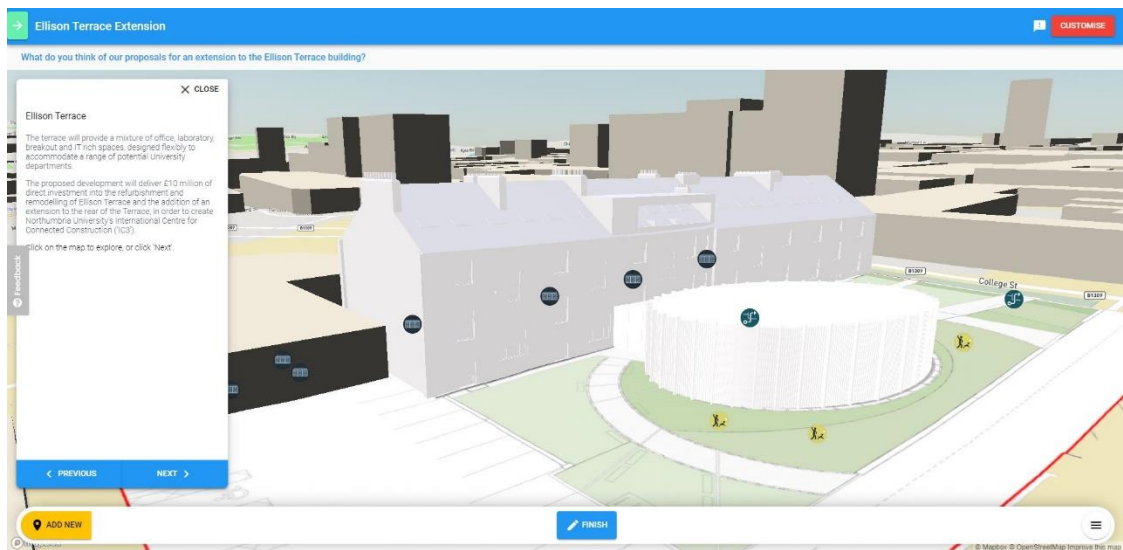 Ellison Terrace Extension
CUSTOMISE
What do you think of our proposals for an extension to the Ellison Terrace building?
CLOSE
Ellison Terrace
The terrace will provide a mixture of office, laboratory,
breakout and IT rich spaces, designed flexibly to
accommodate a range of potential University
departments.
The proposed development will deliver £10 million of
direct investment into the refurbishment and
remodelling of Ellison Terrace and the addition of an
extension to the rear of the Terrace, in order to create
Northumbria University's International Centre for
Connected Construction ('IC3').
Click on the map to explore, or click 'Next'.
Feedback
B1309
College St
B1309
PREVIOUS
NEXT
ADD NEW
FINISH
© Mapbox © OpenStreetMap Improve this map